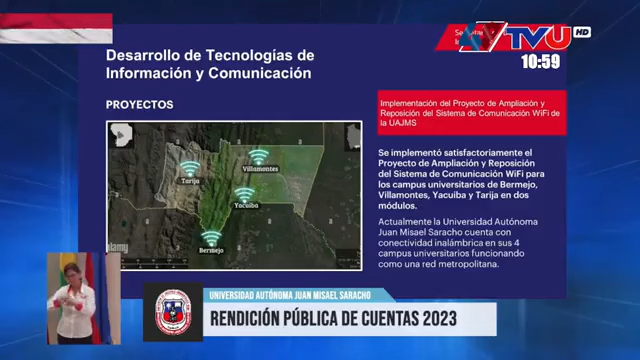 TVU HD
10:59
Desarrollo de Tecnologías de
Información y Comunicación
PROYECTOS
Tarija
Villamontes
Yacuiba
Bermejo
Implementación del Proyecto de Ampliación y
Reposición del Sistema de Comunicación WiFi de
la UAJMS
Se implementó satisfactoriamente el
Proyecto de Ampliación y Reposición
del Sistema de Comunicación WiFi para
los campus universitarios de Bermejo,
Villamontes, Yacuiba y Tarija en dos
módulos.
Actualmente la Universidad Autónoma
Juan Misael Saracho cuenta con
conectividad inalámbrica en sus 4
campus universitarios funcionando
como una red metropolitana.
UNIVERSIDAD AUTÓNOMA JUAN MISAEL SARACHO
RENDICIÓN PÚBLICA DE CUENTAS 2023